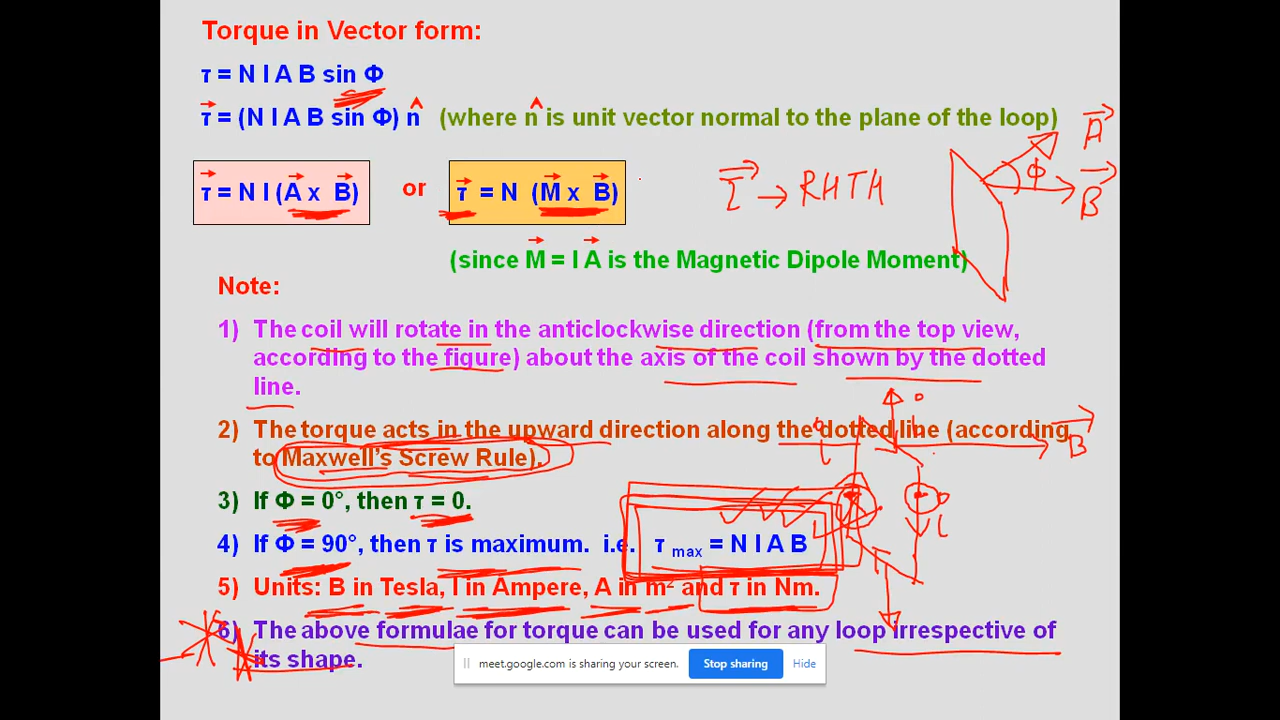 Torque in Vector form:
τ = N I A B sin Φ
τ = (N I A B sin Φ) n̂ (where n̂ is unit vector normal to the plane of the loop)
τ = N I (A x B) or τ = N (M x B)
τ → RHTR
A
Φ
B
(since M = I A is the Magnetic Dipole Moment)
Note:
1) The coil will rotate in the anticlockwise direction (from the top view,
according to the figure) about the axis of the coil shown by the dotted
line.
2) The torque acts in the upward direction along the dotted line (according
to Maxwell's Screw Rule).
B
3) If Φ = 0°, then τ = 0.
4) If Φ = 90°, then τ is maximum. i.e. τ max = N I A B
5) Units: B in Tesla, I in Ampere, A in m² and τ in Nm.
6) The above formulae for torque can be used for any loop irrespective of
its shape.
meet.google.com is sharing your screen. Stop sharing Hide